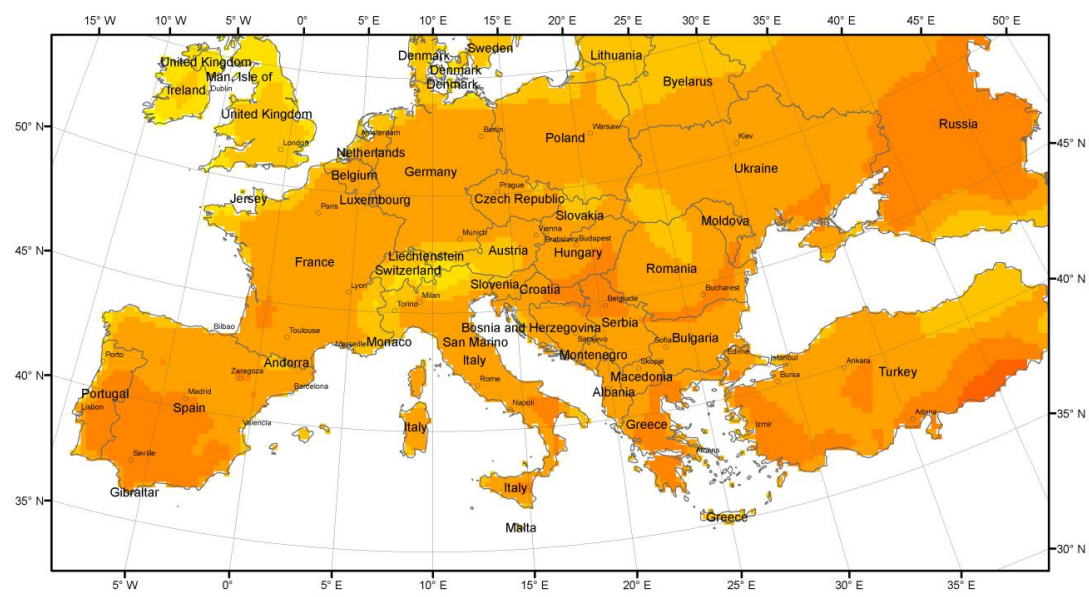 15° W 10° W 5° W 0° 5° E 10° E 15° E 20° E 25° E 30° E 35° E 40° E 45° E 50° E
Denmark Sweden
United Kingdom Denmark Lithuania
Man, Isle of Denmark Byelarus
Ireland Dublin
United Kingdom Russia
50° N Amsterdam Berlin Poland Warsaw Kiev 45° N
London
Netherlands
Belgium Germany Ukraine
Prague
Jersey Luxembourg Czech Republic
Paris Slovakia Moldova
Munich Vienna Bratislava Budapest
45° N Liechtenstein Austria Hungary
France Switzerland Romania
40° N
Lyon Milan Slovenia Croatia Bucharest
Torino Belgrade
Bilbao Toulouse Bosnia and Herzegovina Serbia
Marseille Monaco San Marino Sarajevo Sofia Bulgaria
Porto Andorra Italy Montenegro Skopje Edirne Istanbul Ankara
40° N Zaragoza Macedonia Bursa Turkey
Portugal Madrid Barcelona Rome Albania
Lisbon Spain Napoli 35° N
Valencia Italy Greece Izmir Adana
Seville Athens
Gibraltar Italy
35° N Greece
Malta
30° N
5° W 0° 5° E 10° E 15° E 20° E 25° E 30° E 35° E